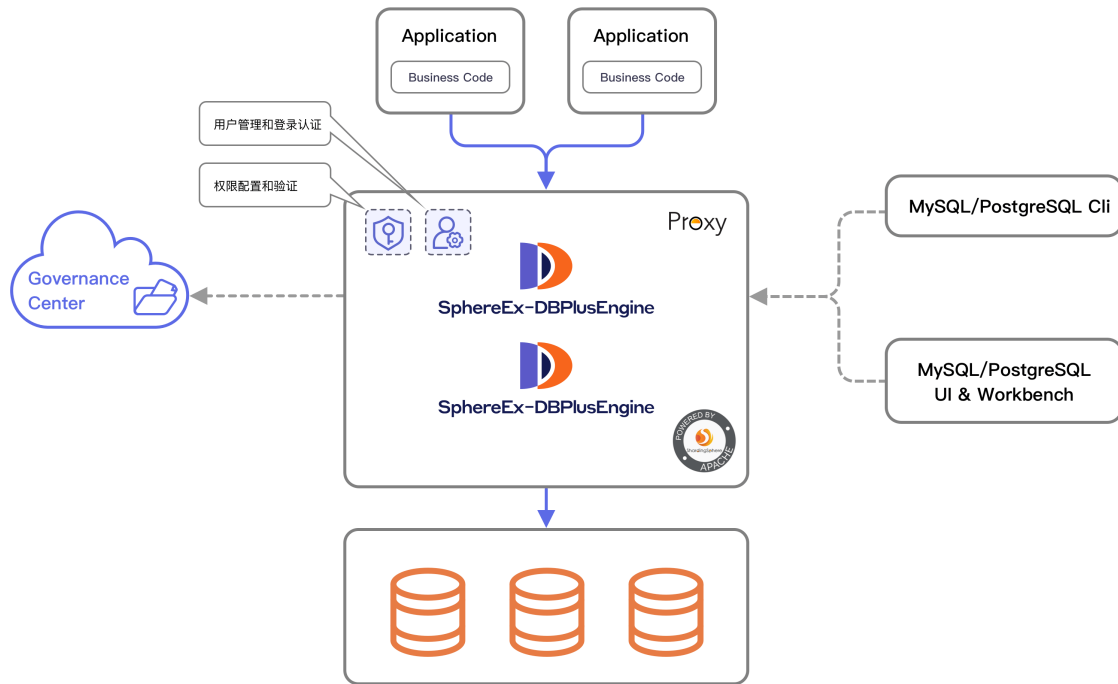 Application
Business Code
Application
Business Code
用户管理和登录认证
权限配置和验证
Proxy
MySQL/PostgreSQL Cli
Governance
Center
SphereEx-DBPlusEngine
SphereEx-DBPlusEngine
MySQL/PostgreSQL
UI & Workbench
POWERED BY
ShardingSphere
APACHE